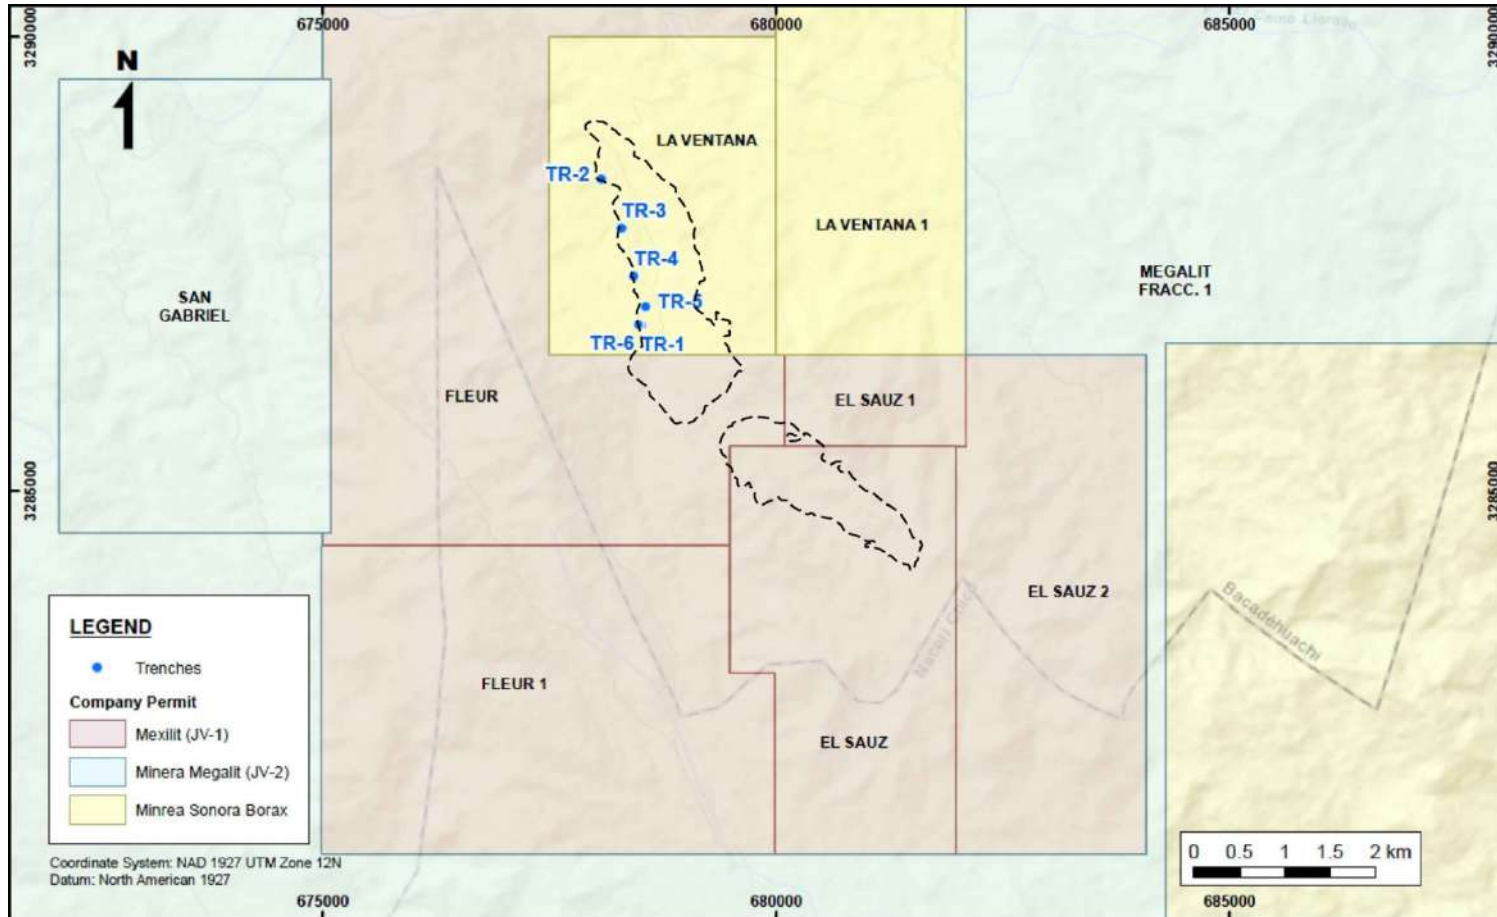 675000
680000
685000
3290000
3290000
N
LA VENTANA
TR-2
TR-3
LA VENTANA 1
TR-4
MEGALIT
FRACC. 1
SAN
GABRIEL
TR-5
TR-6
TR-1
FLEUR
EL SAUZ 1
3285000
3285000
EL SAUZ 2
Bacadehuachi
FLEUR 1
EL SAUZ
LEGEND
Trenches
Company Permit
Mexilit (JV-1)
Minera Megalit (JV-2)
Minrea Sonora Borax
0 0.5 1 1.5 2 km
Coordinate System: NAD 1927 UTM Zone 12N
Datum: North American 1927
675000
680000
685000